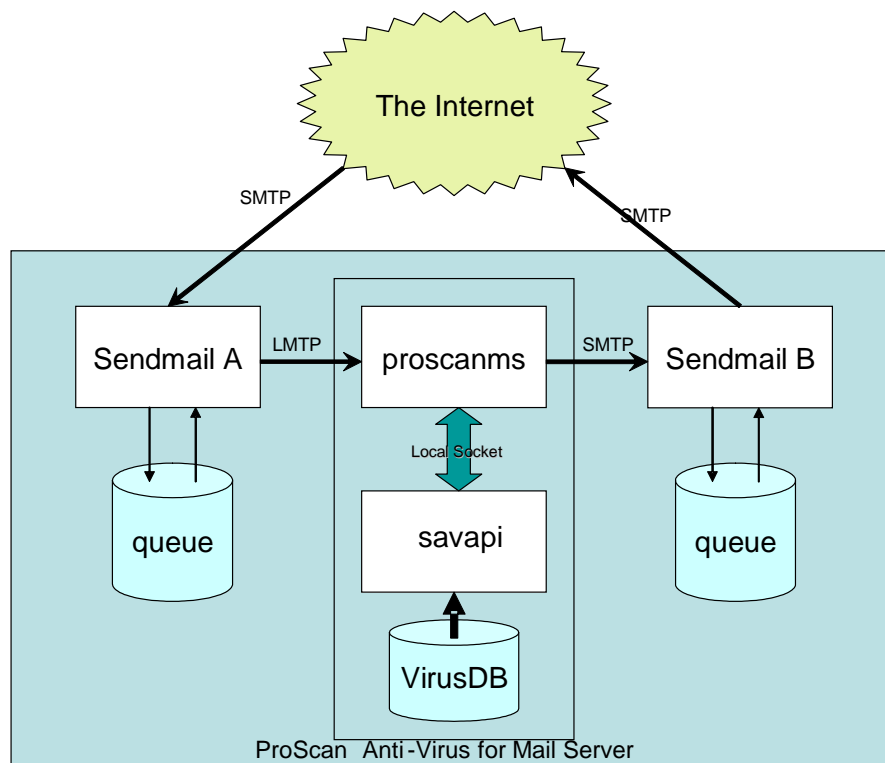 The Internet
SMTP
SMTP
Sendmail A
LMTP
proscanms
SMTP
Sendmail B
Local Socket
queue
savapi
queue
VirusDB
ProScan Anti-Virus for Mail Server